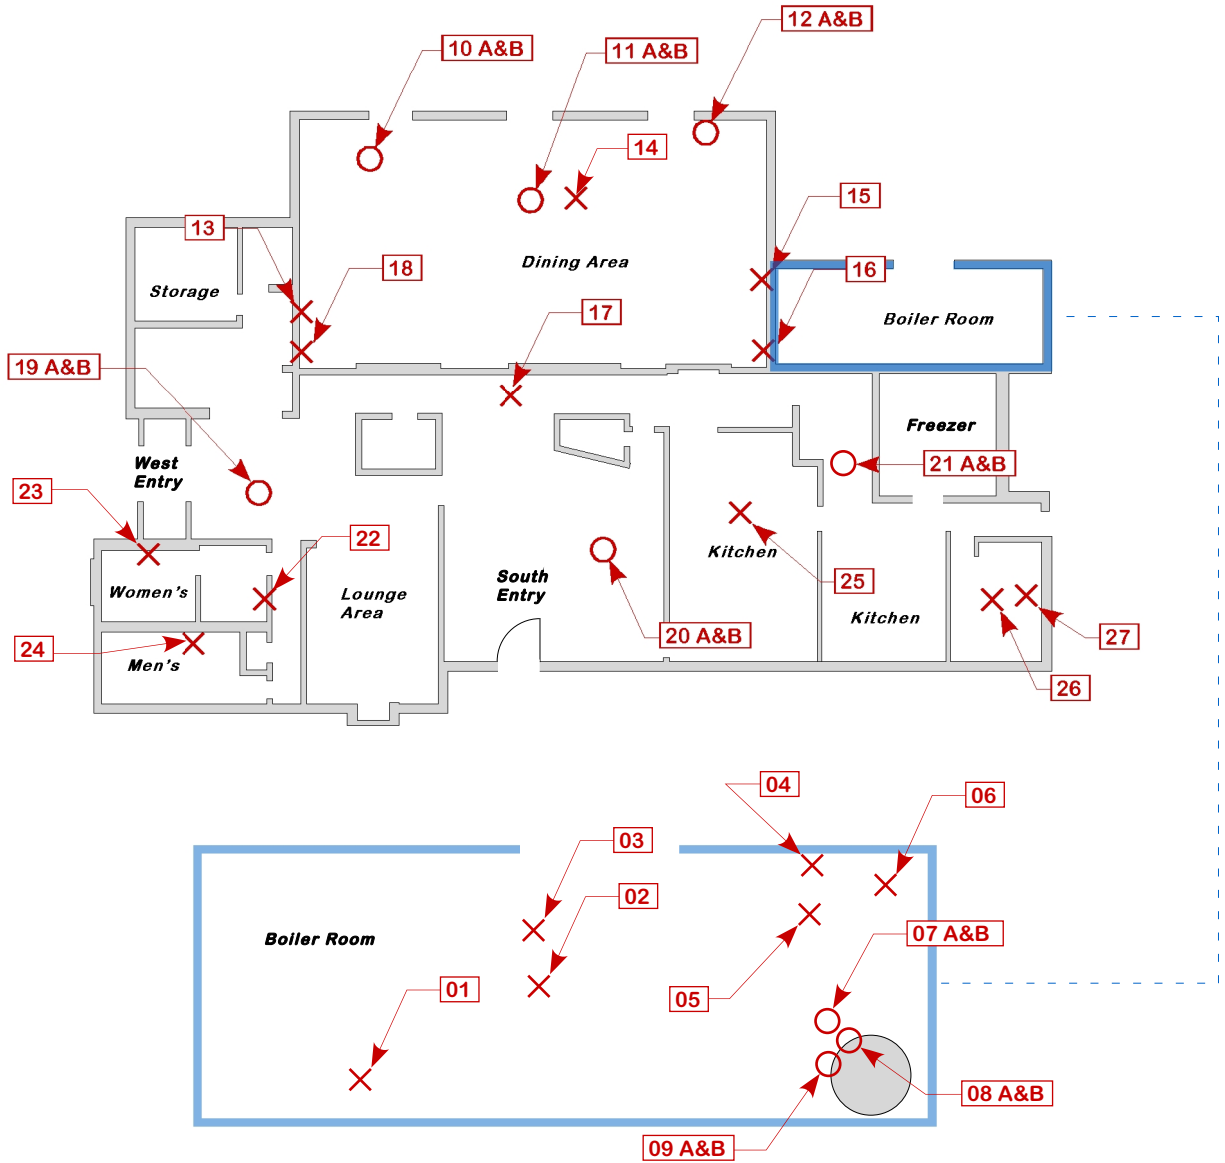 12 A&B
10 A&B
11 A&B
14
15
13
18
Dining Area
16
Storage
17
Boiler Room
19 A&B
Freezer
West
Entry
21 A&B
23
22
Kitchen
25
Women's
Lounge
Area
South
Entry
Kitchen
20 A&B
27
24
Men's
26
04
06
03
02
Boiler Room
07 A&B
01
05
08 A&B
09 A&B